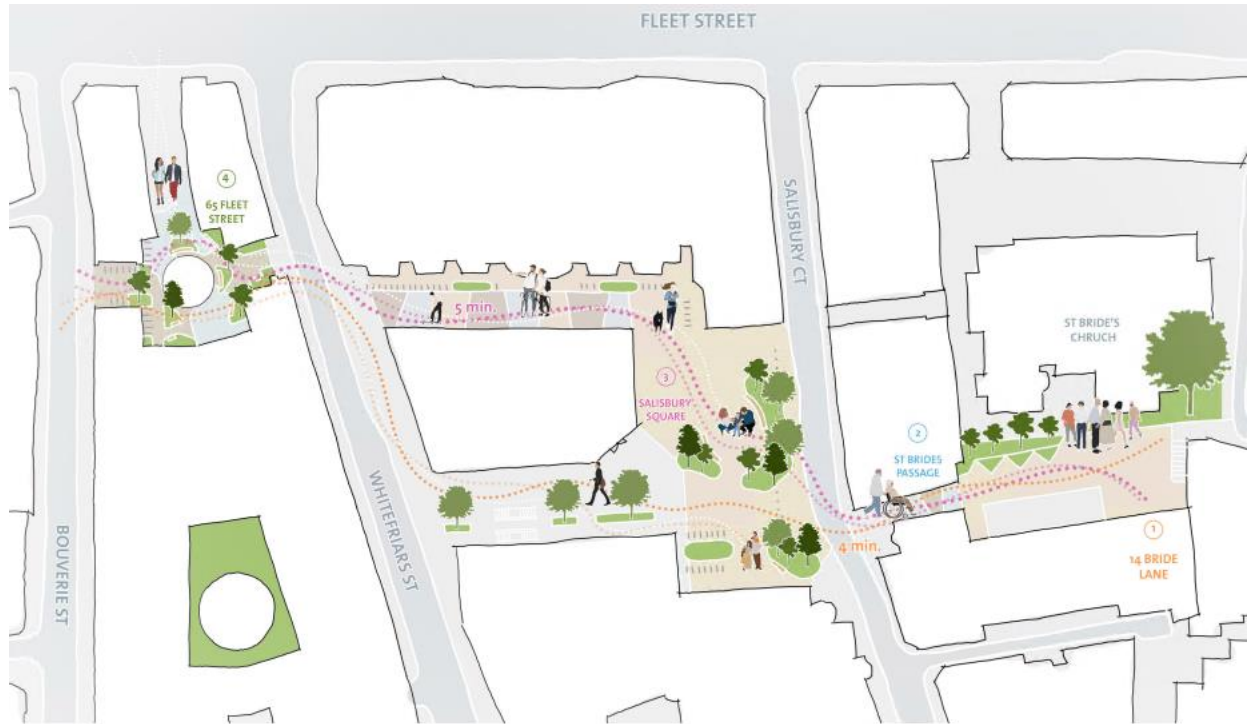 FLEET STREET
4
65 FLEET
STREET
SALISBURY CT
5 min.
ST BRIDE'S
CHRUCH
3
SALISBURY
SQUARE
2
ST BRIDES
PASSAGE
WHITEFRIARS ST
BOUVERIE ST
4 min.
1
14 BRIDE
LANE